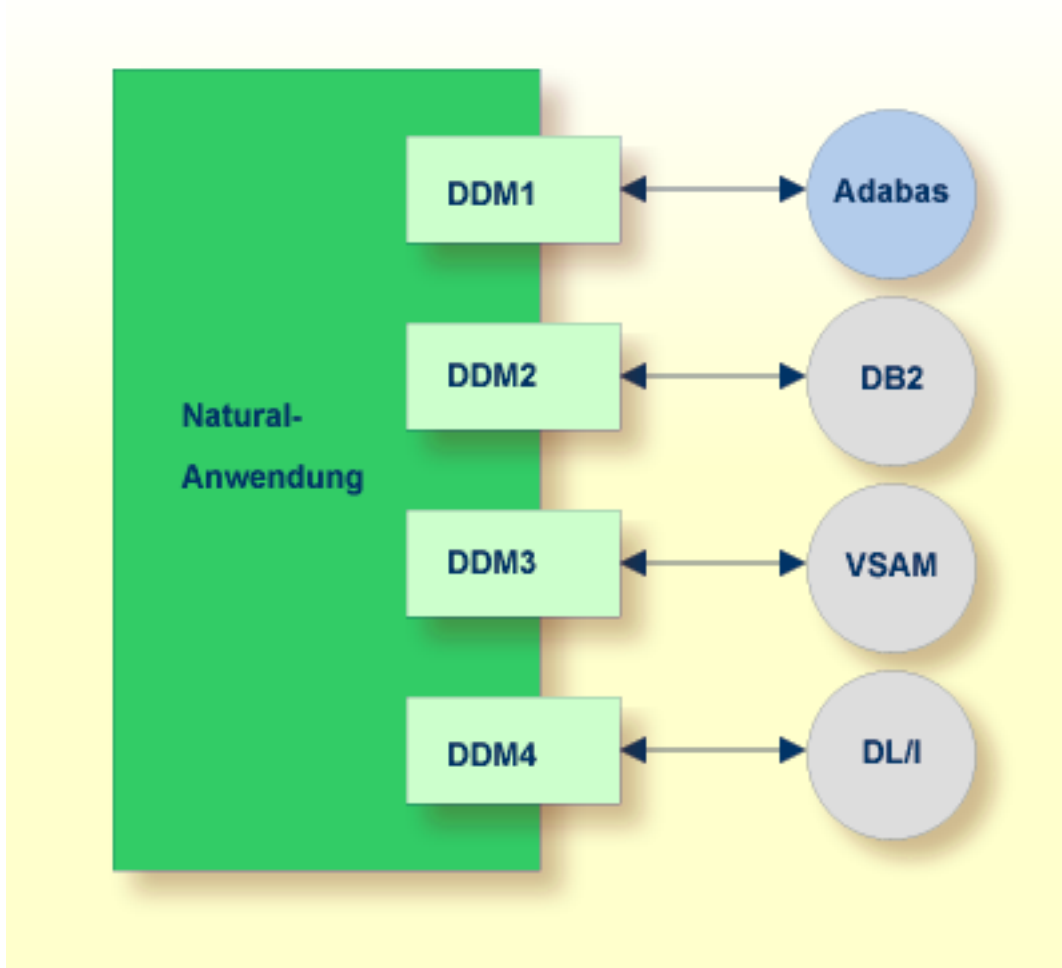 DDM1
Adabas
DDM2
DB2
Natural-
Anwendung
DDM3
VSAM
DDM4
DL/I